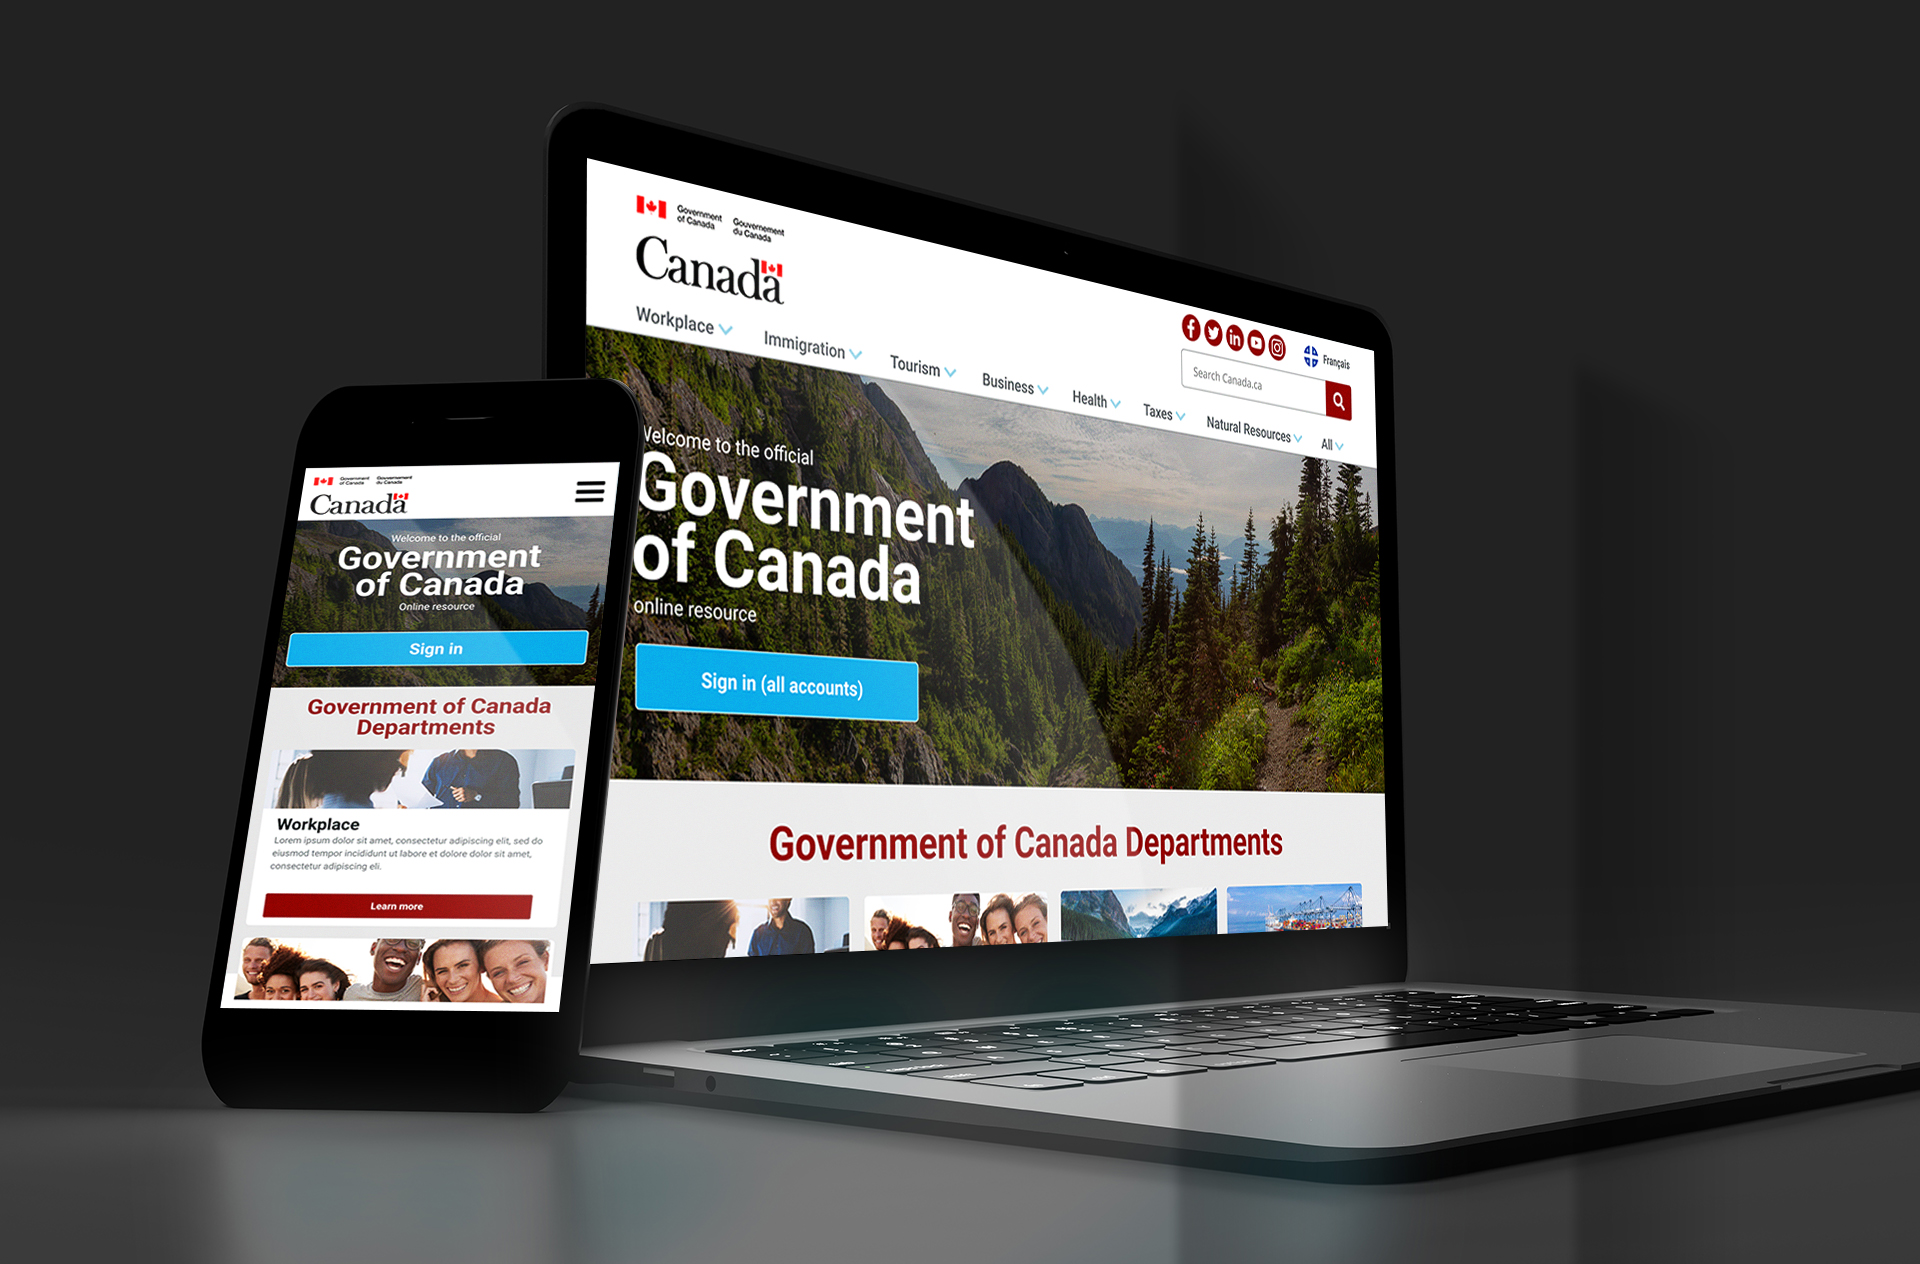 Government
of Canada
Gouvernement
du Canada
Canada
Français
Search Canada.ca
Workplace
Immigration
Tourism
Business
Health
Taxes
Natural Resources
All
Welcome to the official
Government
of Canada
online resource
Sign in (all accounts)
Government of Canada Departments
Government
of Canada
Gouvernement
du Canada
Canada
Welcome to the official
Government
of Canada
Online resource
Sign in
Government of Canada
Departments
Workplace
Lorem ipsum dolor sit amet, consectetur adipiscing elit, sed do
eiusmod tempor incididunt ut labore et dolore dolor sit amet,
consectetur adipiscing eli.
Learn more